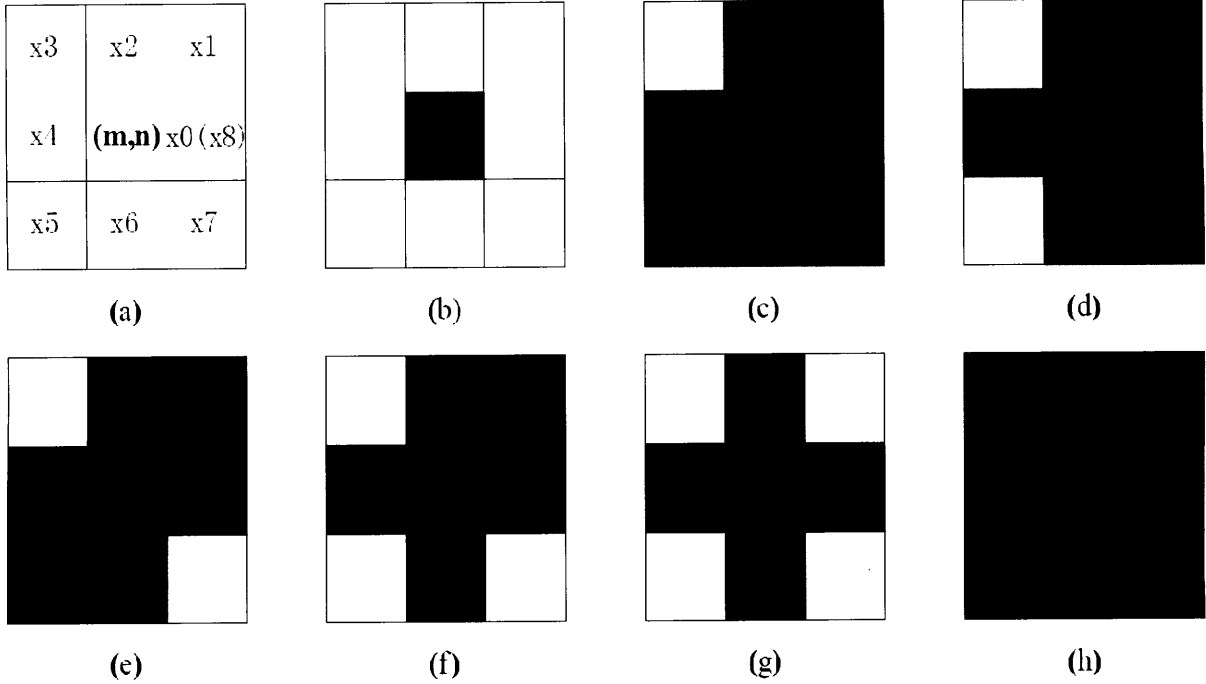 x3 x2 x1
x4 (m,n) x0(x8)
x5 x6 x7
(a) (b) (c) (d)
(e) (f) (g) (h)